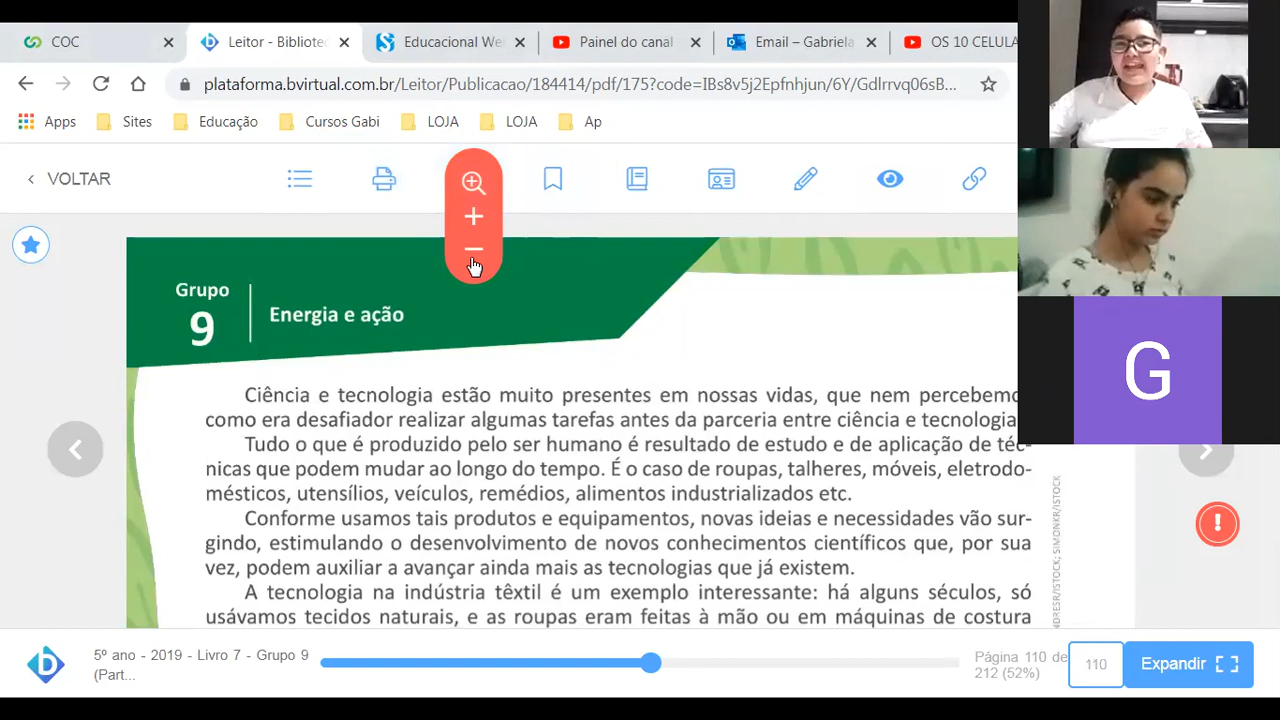 COC
Leitor - Bibliote
Educacional We
Painel do canal
Email – Gabriela
OS 10 CELULA
plataforma.bvirtual.com.br/Leitor/Publicacao/184414/pdf/175?code=IBs8v5j2Epfnhjun/6Y/Gdlrrvq06sB...
Apps
Sites
Educação
Cursos Gabi
LOJA
LOJA
Ap
VOLTAR
Grupo
9
Energia e ação
Ciência e tecnologia estão muito presentes em nossas vidas, que nem percebemo
como era desafiador realizar algumas tarefas antes da parceria entre ciência e tecnologia
Tudo o que é produzido pelo ser humano é resultado de estudo e de aplicação de téc-
nicas que podem mudar ao longo do tempo. É o caso de roupas, talheres, móveis, eletrodo-
mésticos, utensílios, veículos, remédios, alimentos industrializados etc.
Conforme usamos tais produtos e equipamentos, novas ideias e necessidades vão sur-
gindo, estimulando o desenvolvimento de novos conhecimentos científicos que, por sua
vez, podem auxiliar a avançar ainda mais as tecnologias que já existem.
A tecnologia na indústria têxtil é um exemplo interessante: há alguns séculos, só
usávamos tecidos naturais, e as roupas eram feitas à mão ou em máquinas de costura
NDRESR/ISTOCK; SIMONKR/ISTOCK
G
5º ano - 2019 - Livro 7 - Grupo 9
(Part...
Página 110 de
212 (52%)
110
Expandir